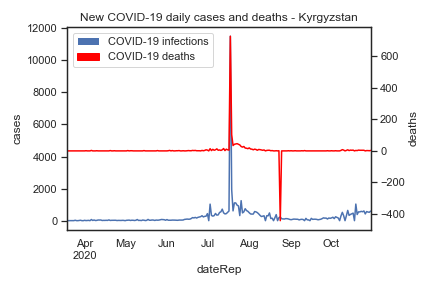 New COVID-19 daily cases and deaths - Kyrgyzstan
COVID-19 infections
COVID-19 deaths
12000
10000
8000
6000
4000
2000
0
cases
600
400
200
0
−200
−400
deaths
Apr
2020
May
Jun
Jul
Aug
Sep
Oct
dateRep